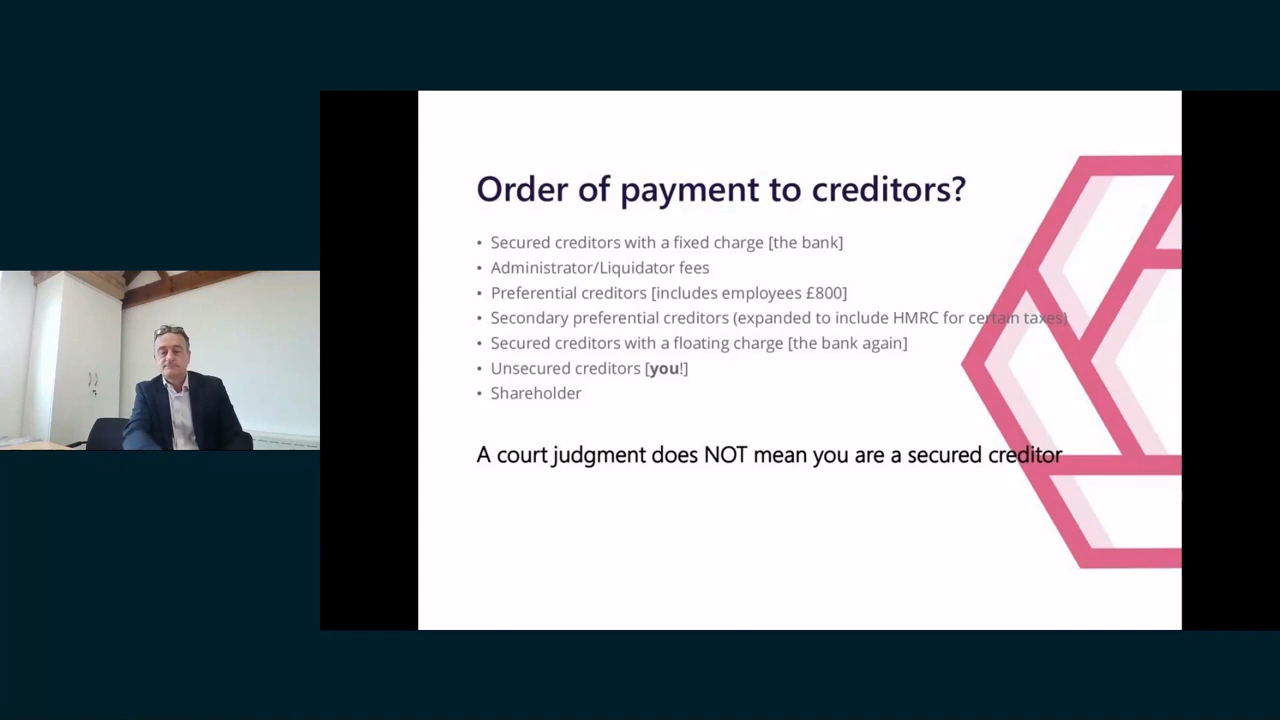 Order of payment to creditors?
• Secured creditors with a fixed charge [the bank]
• Administrator/Liquidator fees
• Preferential creditors [includes employees £800]
• Secondary preferential creditors (expanded to include HMRC for certain taxes)
• Secured creditors with a floating charge [the bank again]
• Unsecured creditors [you!]
• Shareholder
A court judgment does NOT mean you are a secured creditor